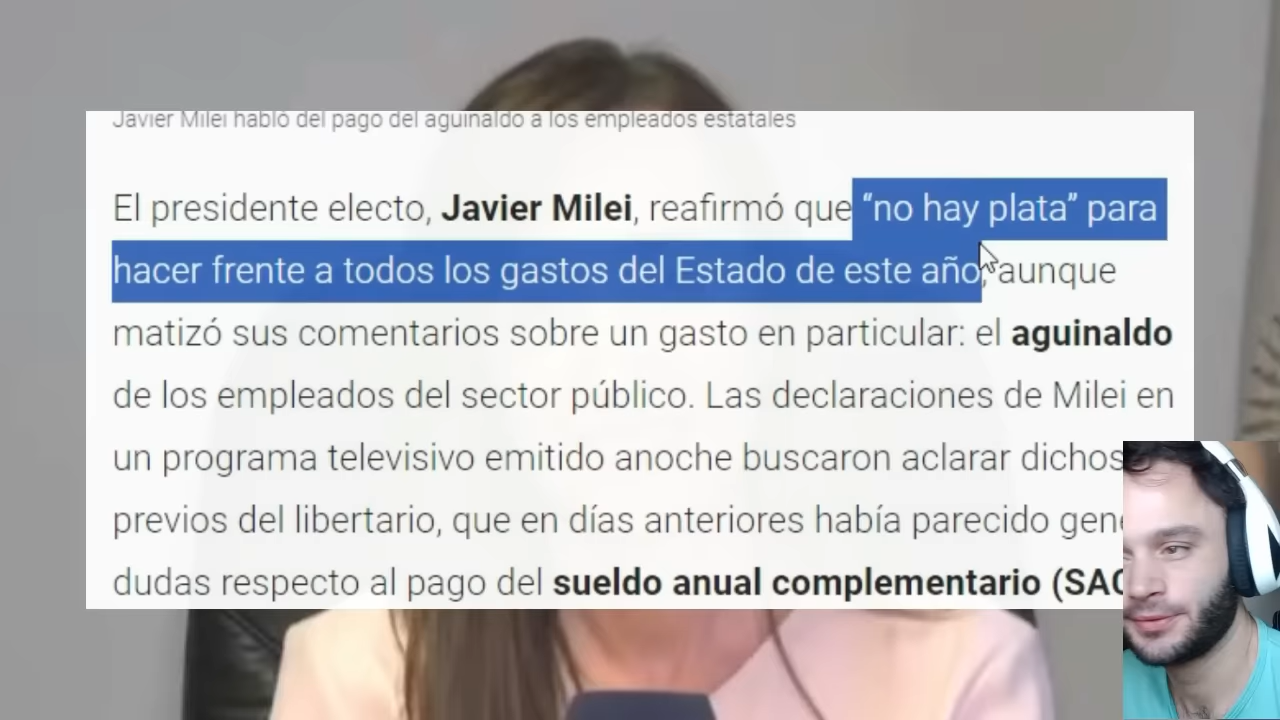 Javier Milei habló del pago del aguinaldo a los empleados estatales
El presidente electo, Javier Milei, reafirmó que “no hay plata” para
hacer frente a todos los gastos del Estado de este año, aunque
matizó sus comentarios sobre un gasto en particular: el aguinaldo
de los empleados del sector público. Las declaraciones de Milei en
un programa televisivo emitido anoche buscaron aclarar dichos
previos del libertario, que en días anteriores había parecido
dudas respecto al pago del sueldo anual complementario